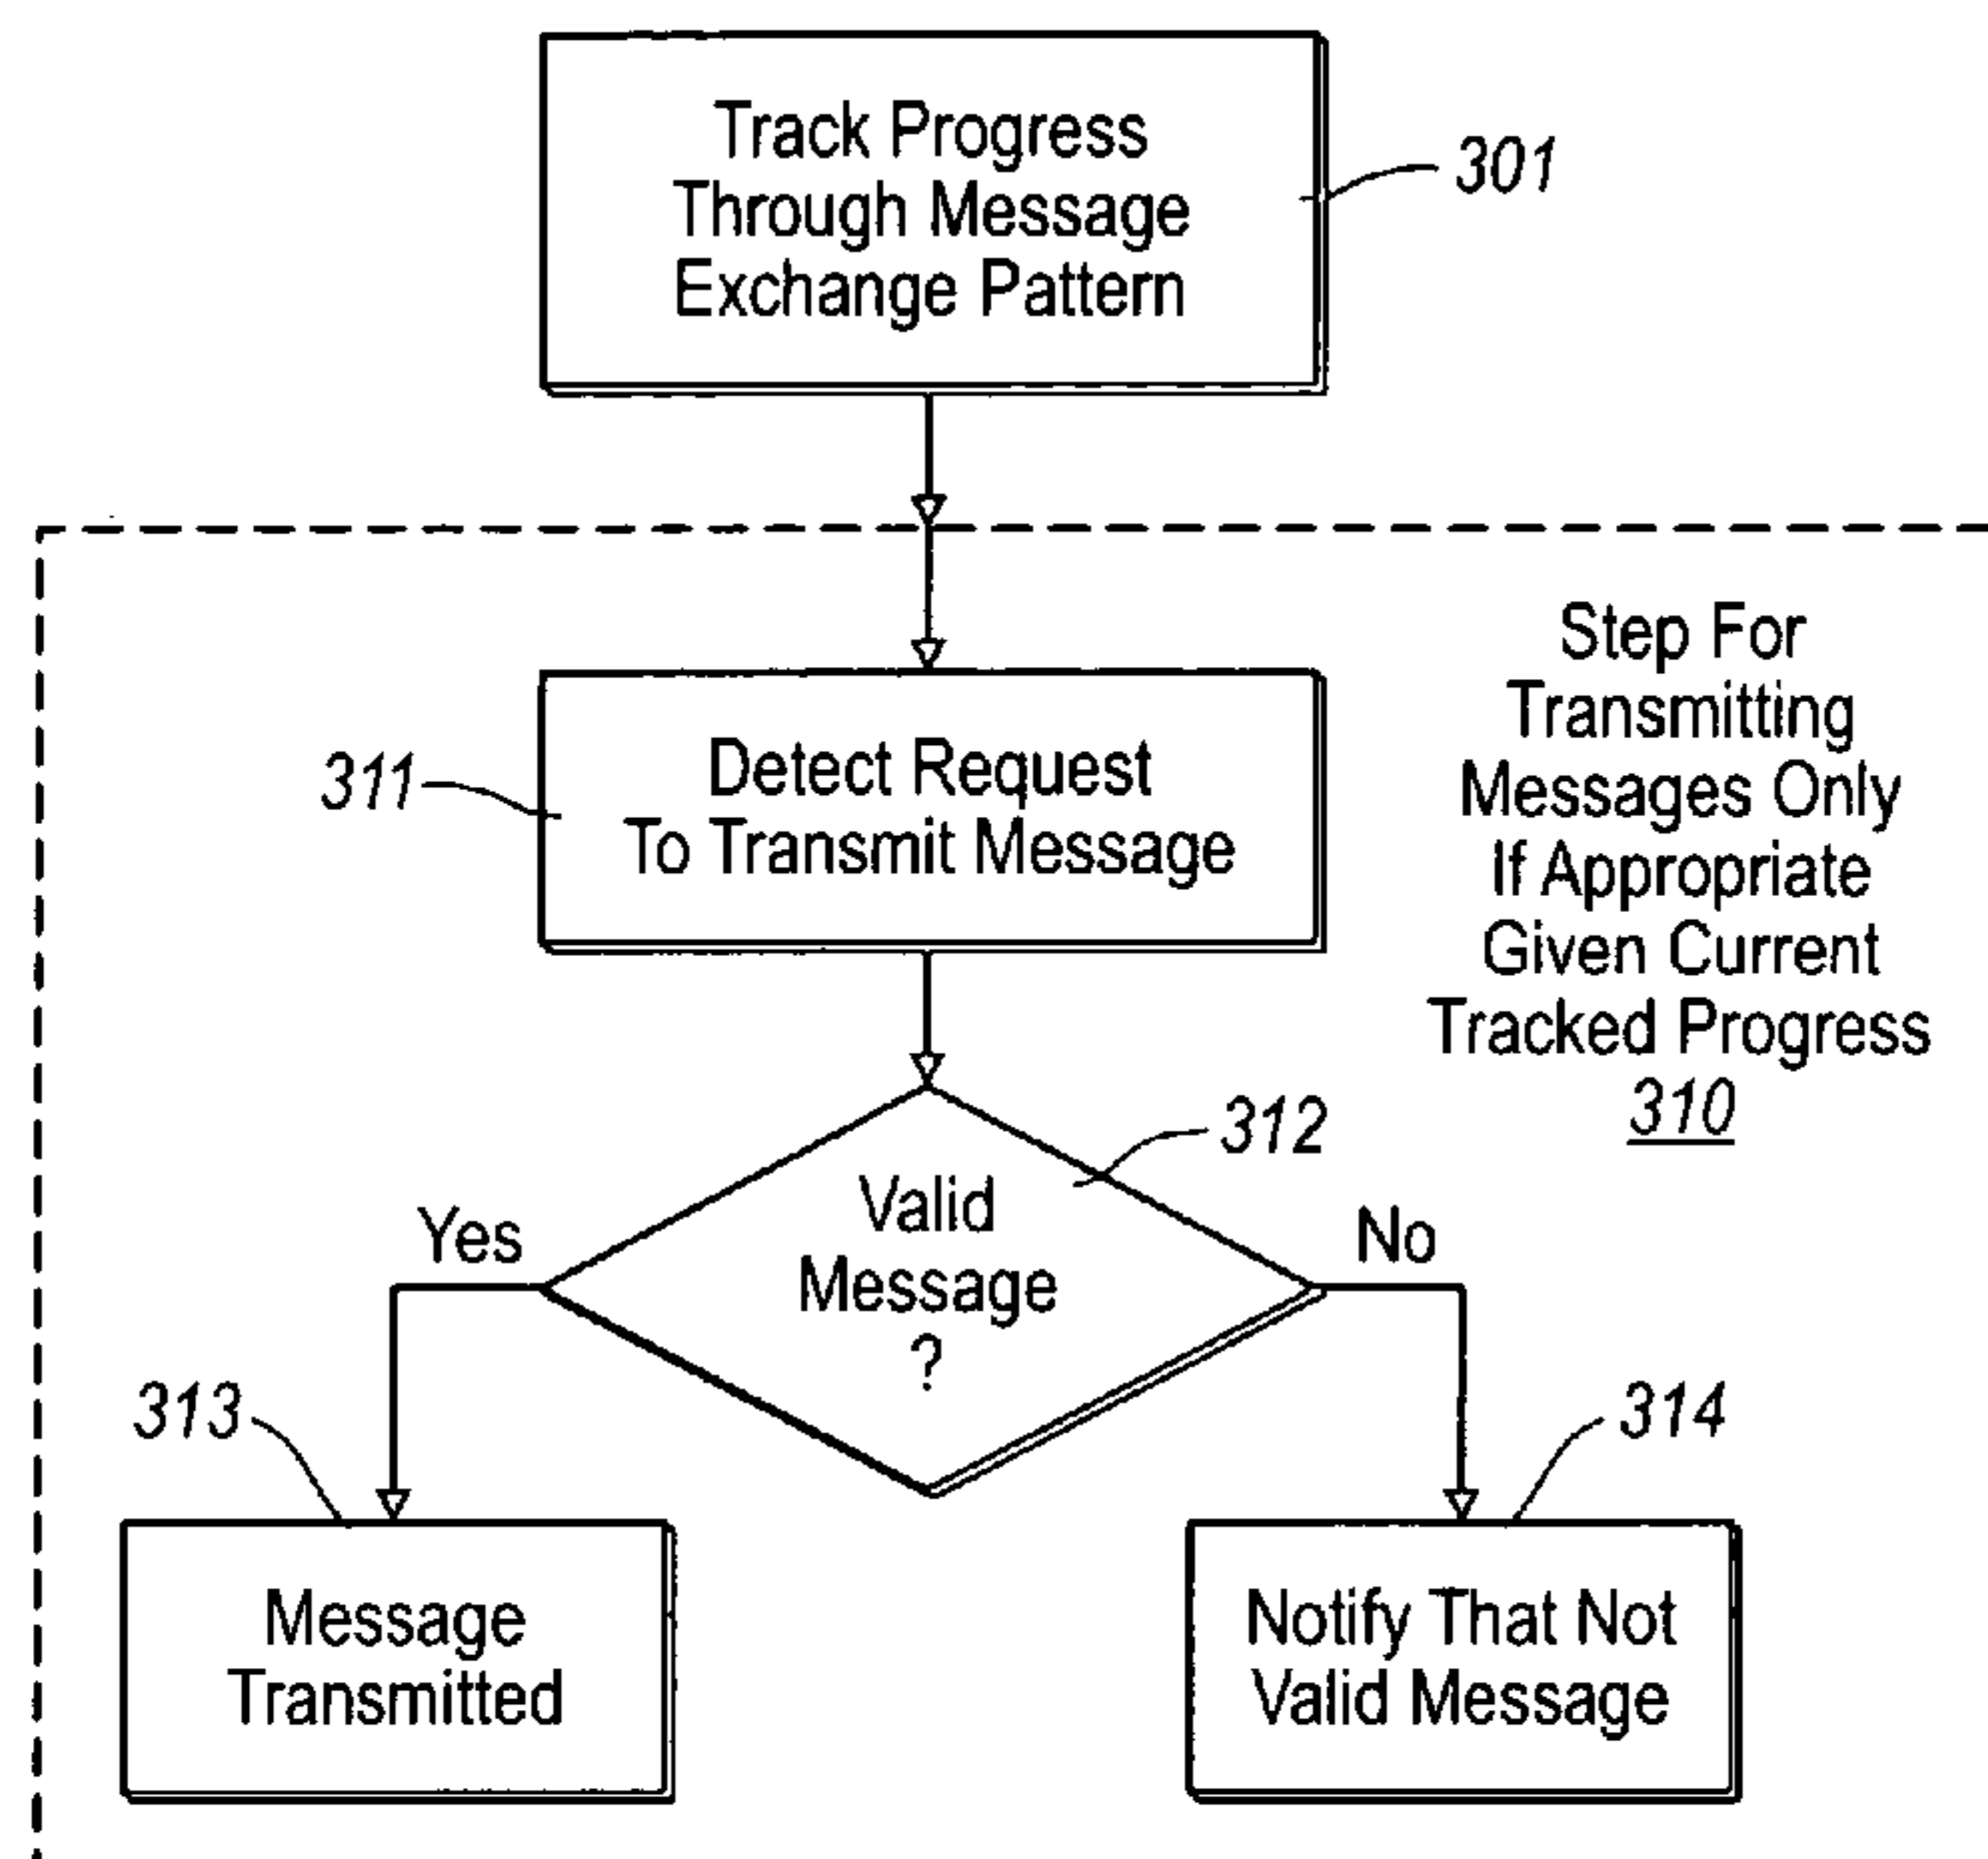 Track Progress
Through Message
Exchange Pattern
301
Step For
Transmitting
Messages Only
If Appropriate
Given Current
Tracked Progress
310
311
Detect Request
To Transmit Message
312
Valid
Message
?
Yes
No
313
314
Message
Transmitted
Notify That Not
Valid Message